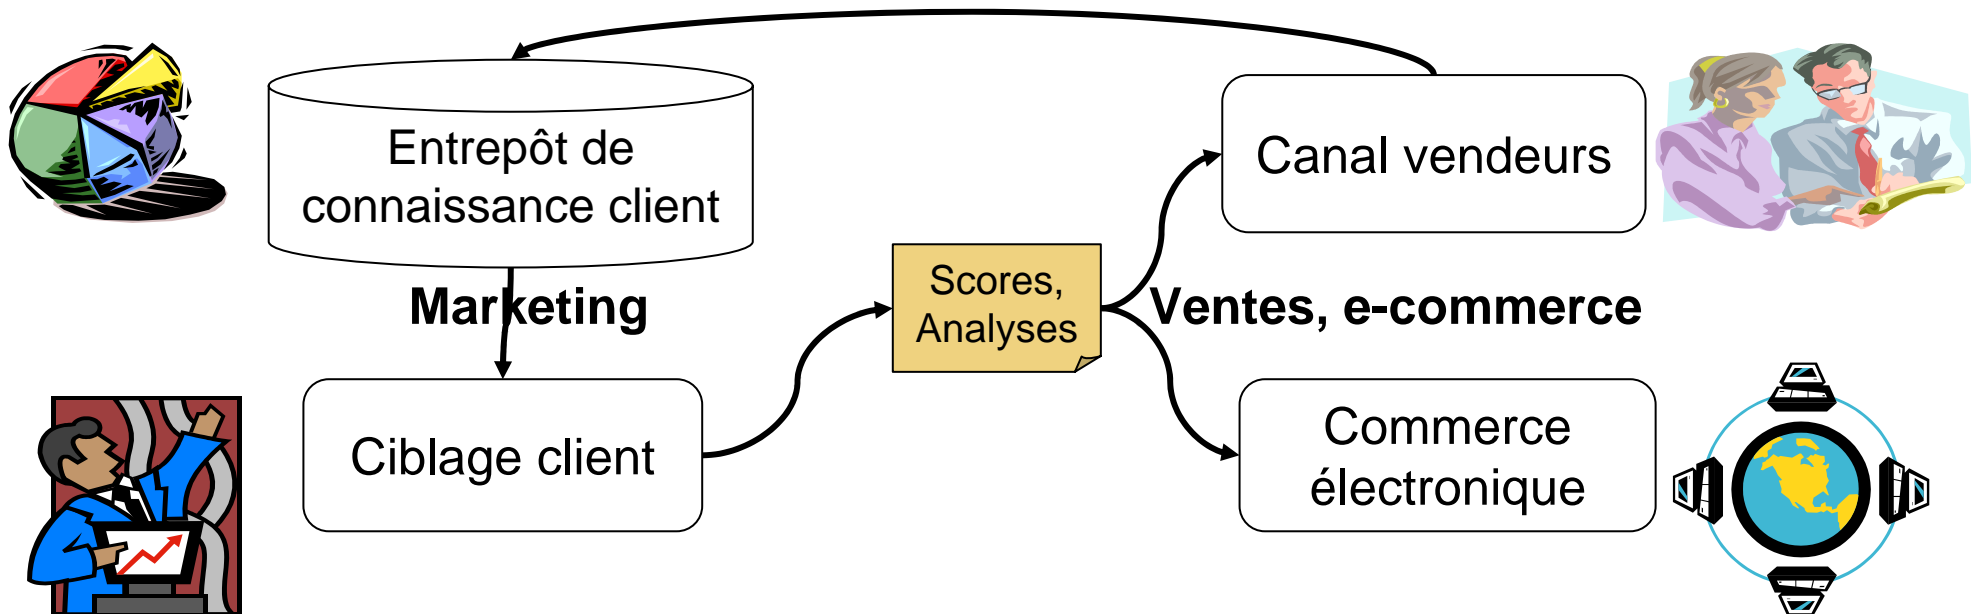 Entrepôt de
connaissance client
Marketing
Ciblage client
Scores,
Analyses
Canal vendeurs
Ventes, e-commerce
Commerce
électronique